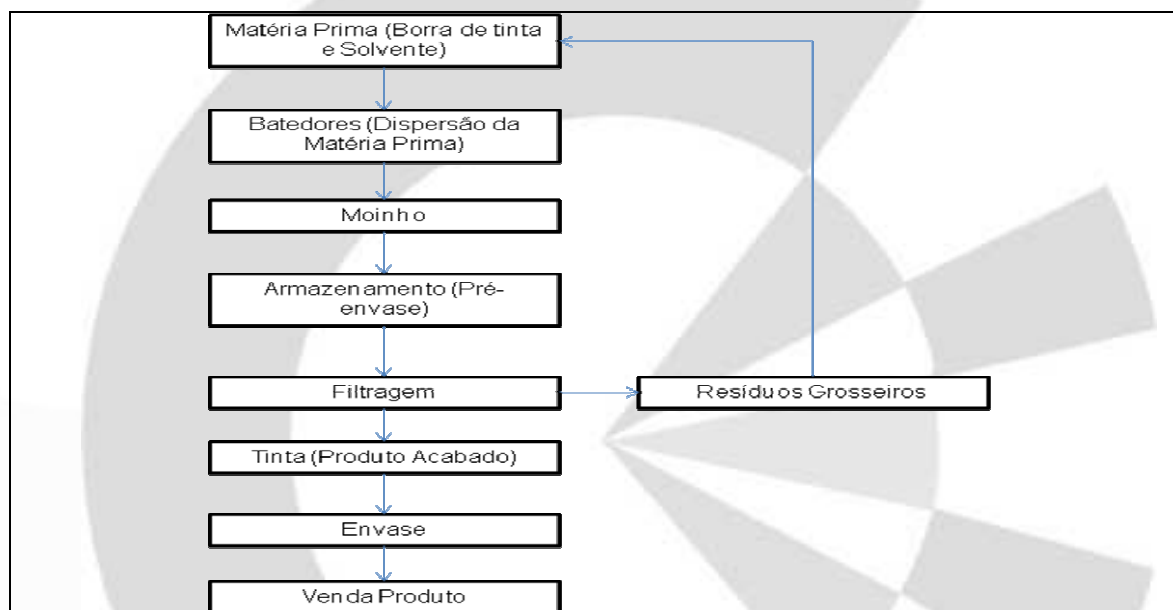 Matéria Prima (Borra de tinta
e Solvente)
Batedores (Dispersão da
Matéria Prima)
Moinho
Armazenamento (Pré-
envase)
Filtragem
Resíduos Grosseiros
Tinta (Produto Acabado)
Envase
Venda Produto